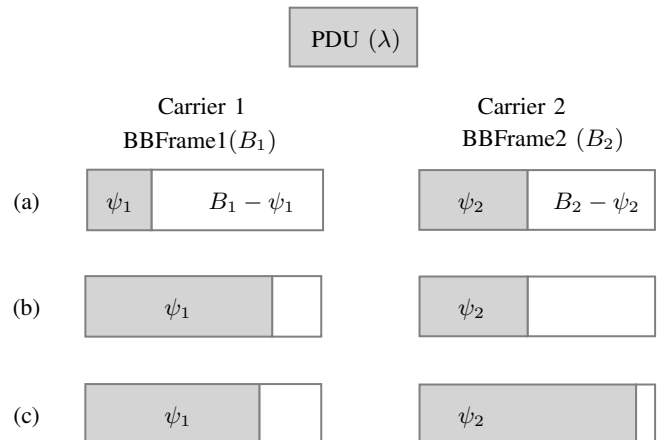 PDU (λ)
Carrier 1 Carrier 2
BBFrame1(B₁) BBFrame2 (B₂)
(a) ψ₁ B₁ − ψ₁ ψ₂ B₂ − ψ₂
(b) ψ₁ ψ₂
(c) ψ₁ ψ₂